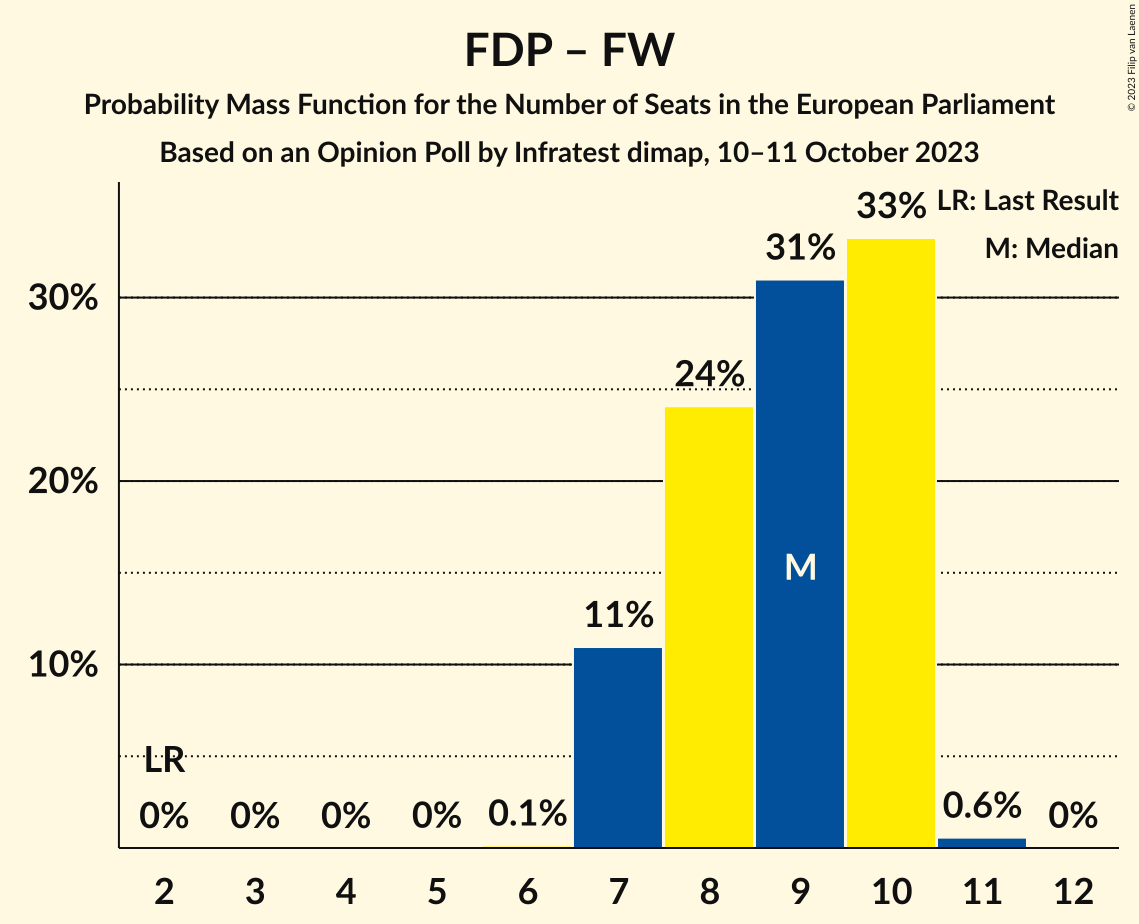 FDP – FW
Probability Mass Function for the Number of Seats in the European Parliament
Based on an Opinion Poll by Infratest dimap, 10–11 October 2023
© 2023 Filip van Laenen
LR: Last Result
M: Median
30%
20%
10%
LR
0%
0%
0%
0%
0.1%
11%
24%
31%
33%
0.6%
0%
M
2 3 4 5 6 7 8 9 10 11 12